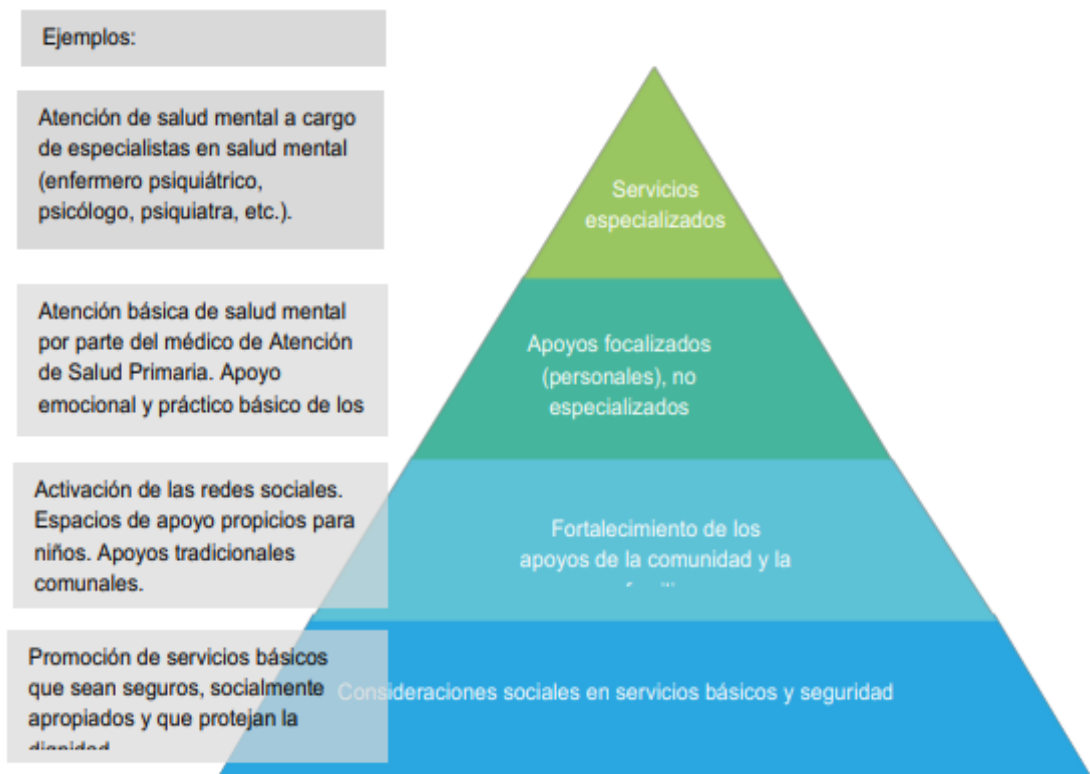 Ejemplos:
Atención de salud mental a cargo
de especialistas en salud mental
(enfermero psiquiátrico,
psicólogo, psiquiatra, etc.).
Servicios
especializados
Atención básica de salud mental
por parte del médico de Atención
de Salud Primaria. Apoyo
emocional y práctico básico de los
Apoyos focalizados
(personales), no
especializados
Activación de las redes sociales.
Espacios de apoyo propicios para
niños. Apoyos tradicionales
comunales.
Fortalecimiento de los
apoyos de la comunidad y la
Promoción de servicios básicos
que sean seguros, socialmente
apropiados y que protejan la
dignidad
Consideraciones sociales en servicios básicos y seguridad